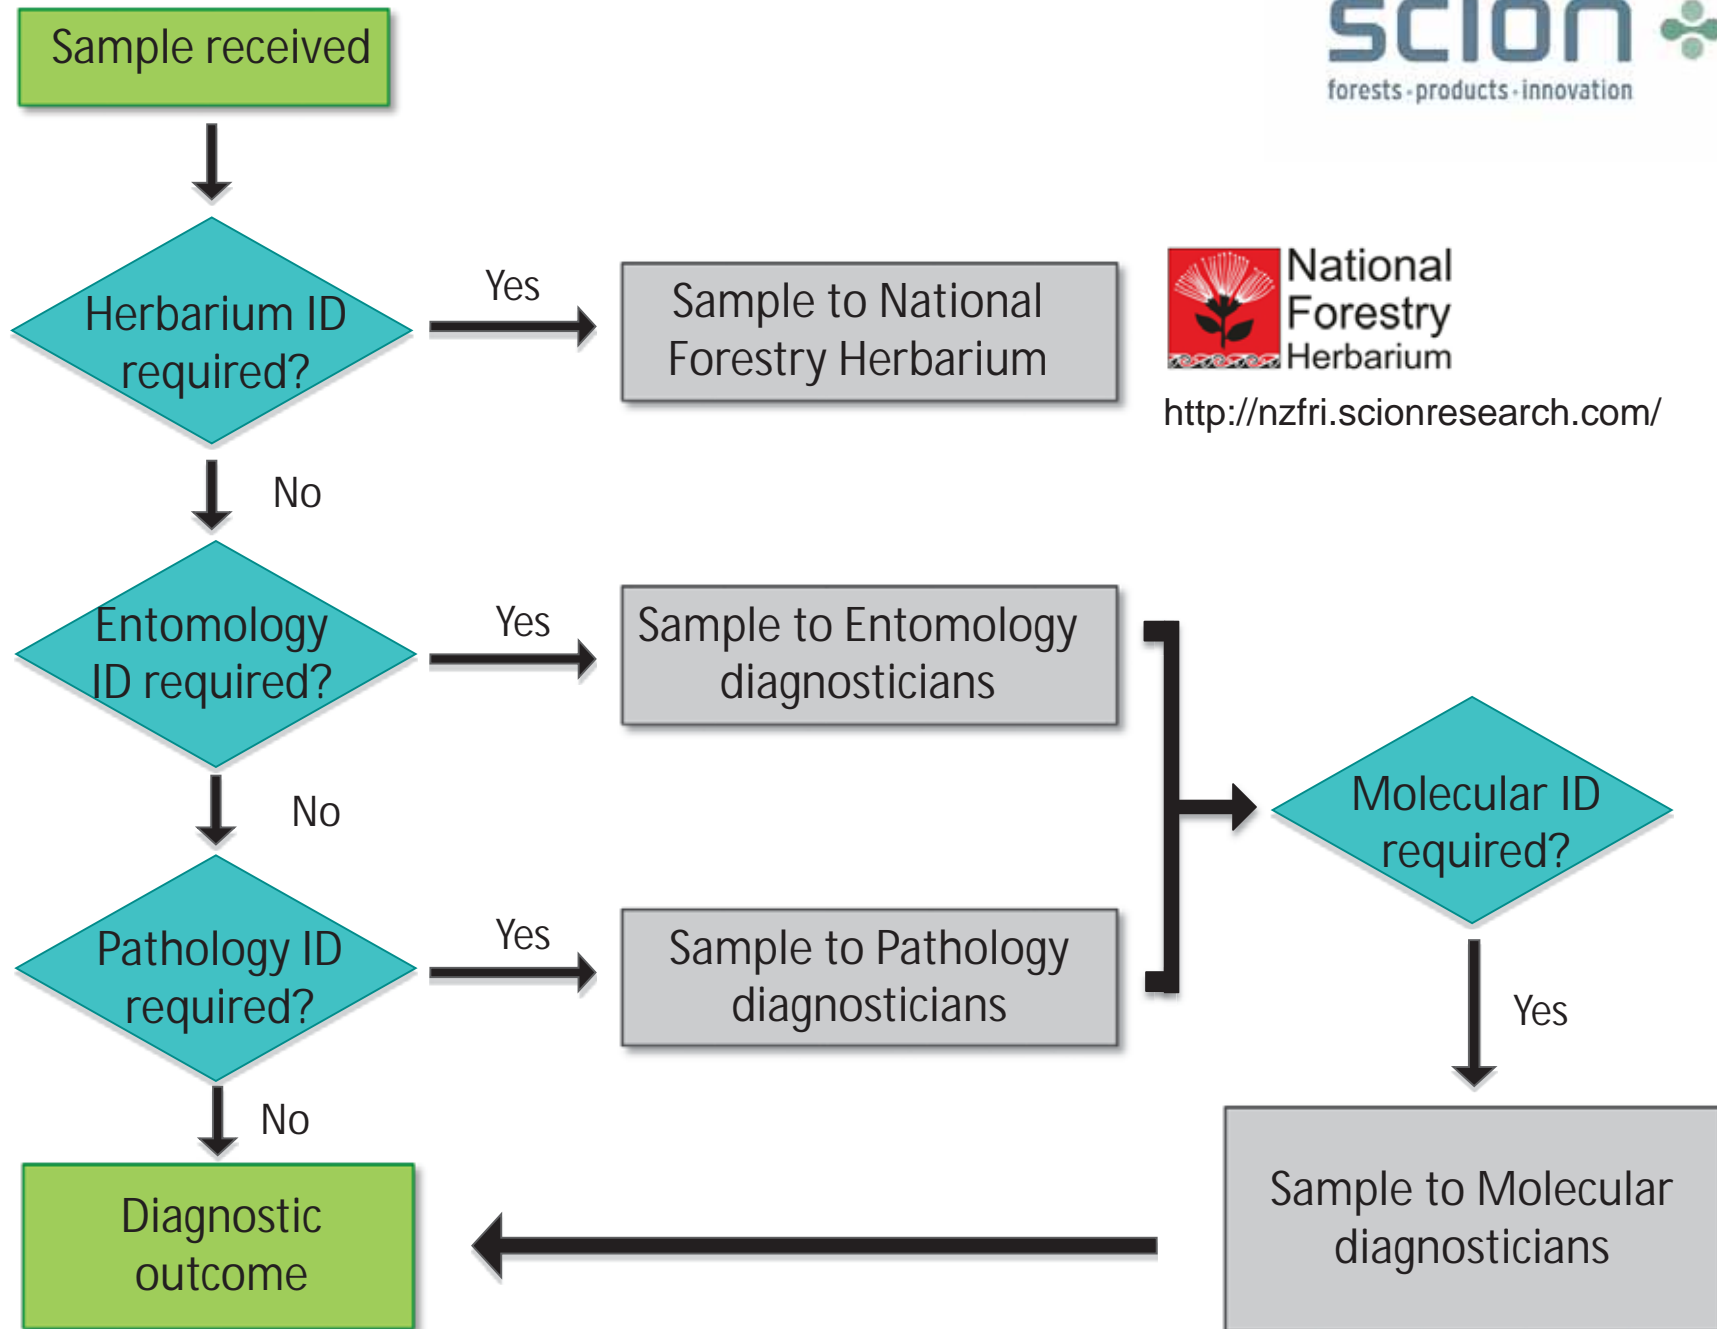 Sample received
scion
forests · products · innovation
Herbarium ID
required?
Yes
Sample to National
Forestry Herbarium
National
Forestry
Herbarium
http://nzfri.scionresearch.com/
No
Entomology
ID required?
Yes
Sample to Entomology
diagnosticians
Molecular ID
required?
No
Pathology ID
required?
Yes
Sample to Pathology
diagnosticians
Yes
No
Diagnostic
outcome
Sample to Molecular
diagnosticians